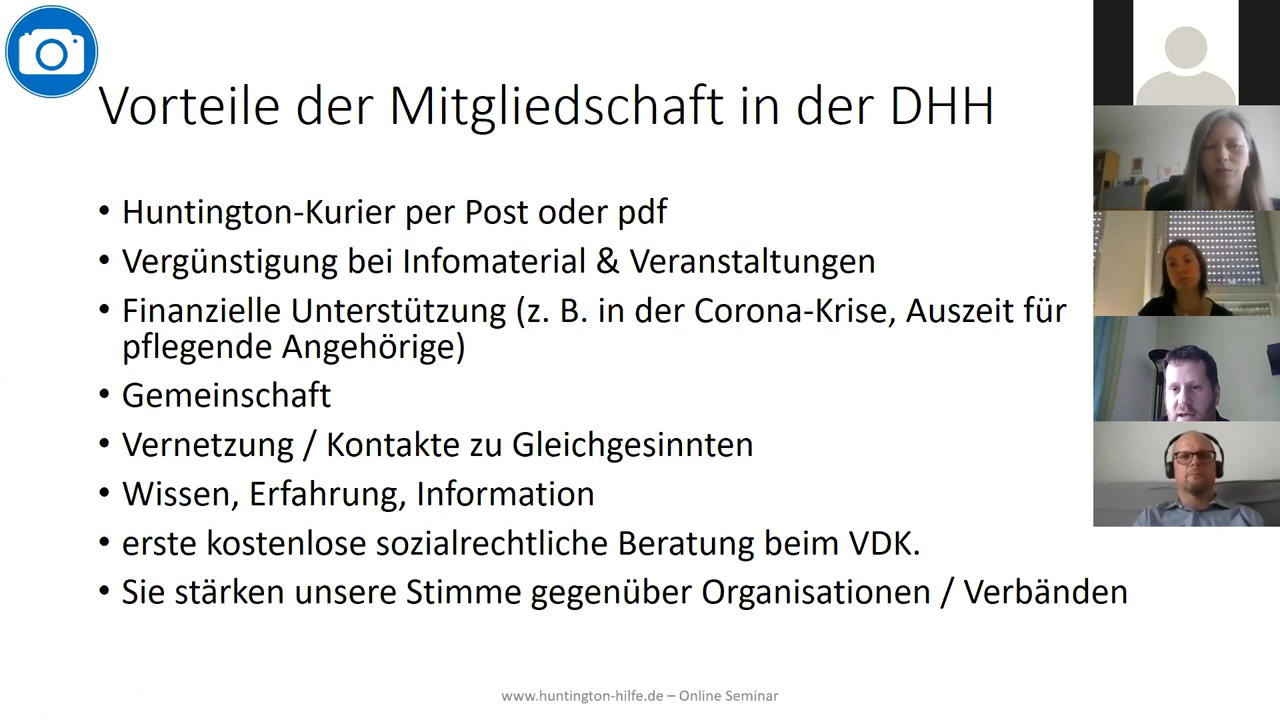 Vorteile der Mitgliedschaft in der DHH
• Huntington-Kurier per Post oder pdf
• Vergünstigung bei Infomaterial & Veranstaltungen
• Finanzielle Unterstützung (z. B. in der Corona-Krise, Auszeit für
pflegende Angehörige)
• Gemeinschaft
• Vernetzung / Kontakte zu Gleichgesinnten
• Wissen, Erfahrung, Information
• erste kostenlose sozialrechtliche Beratung beim VDK.
• Sie stärken unsere Stimme gegenüber Organisationen / Verbänden
www.huntington-hilfe.de – Online Seminar